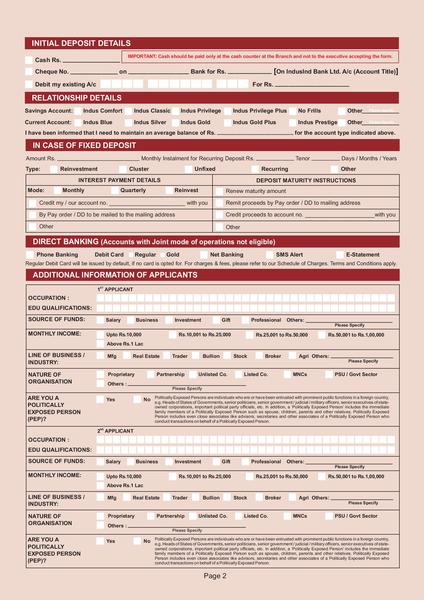 INITIAL DEPOSIT DETAILS
Cash Rs.
IMPORTANT: Cash should be paid only at the cash counter at the Branch and not to the executive accepting the form.
Cheque No. on Bank for Rs. [On IndusInd Bank Ltd. A/c (Account Title)]
Debit my existing A/c For Rs.
RELATIONSHIP DETAILS
Savings Account: Indus Comfort Indus Classic Indus Privilege Indus Privilege Plus No Frills Other
Current Account: Indus Blue Indus Silver Indus Gold Indus Gold Plus Indus Prestige Other
I have been informed that I need to maintain an average balance of Rs. for the account type indicated above.
IN CASE OF FIXED DEPOSIT
Amount Rs. Monthly Instalment for Recurring Deposit Rs. Tenor Days / Months / Years
Type: Reinvestment Cluster Unfixed Recurring Other
INTEREST PAYMENT DETAILS DEPOSIT MATURITY INSTRUCTIONS
Mode: Monthly Quarterly Reinvest Renew maturity amount
Credit my / our account no. with you Remit proceeds by Pay order / DD to mailing address
By Pay order / DD to be mailed to the mailing address Credit proceeds to account no. with you
Other Other
DIRECT BANKING (Accounts with Joint mode of operations not eligible)
Phone Banking Debit Card Regular Gold Net Banking SMS Alert E-Statement
Regular Debit Card will be issued by default, if no card is opted for. For charges & fees, please refer to our Schedule of Charges. Terms and Conditions apply.
ADDITIONAL INFORMATION OF APPLICANTS
1ST APPLICANT
OCCUPATION :
EDU QUALIFICATIONS:
SOURCE OF FUNDS: Salary Business Investment Gift Professional Others:
Please Specify
MONTHLY INCOME: Upto Rs.10,000 Rs.10,001 to Rs.25,000 Rs.25,001 to Rs.50,000 Rs.50,001 to Rs.1,00,000
Above Rs.1 Lac
LINE OF BUSINESS / INDUSTRY: Mfg Real Estate Trader Bullion Stock Broker Agri Others:
Please Specify
NATURE OF ORGANISATION Proprietary Partnership Unlisted Co. Listed Co. MNCs PSU / Govt Sector
Others :
Please Specify
ARE YOU A POLITICALLY EXPOSED PERSON (PEP)? Yes No Politically Exposed Persons are individuals who are or have been entrusted with prominent public functions in a foreign country,
e.g. Heads of States of Governments, senior politicians, senior government / judicial / military officers, senior executives of state-
owned corporations, important political party officials, etc. In addition, a 'Politically Exposed Person' includes the immediate
family members of a Politically Exposed Person such as spouse, children, parents and other relatives. Politically Exposed
Person includes even close associates like advisors, social companions, senior aides and other persons who
conduct transactions on behalf of a Politically Exposed Person.
2nd APPLICANT
OCCUPATION :
EDU QUALIFICATIONS:
SOURCE OF FUNDS: Salary Business Investment Gift Professional Others:
Please Specify
MONTHLY INCOME: Upto Rs.10,000 Rs.10,001 to Rs.25,000 Rs.25,001 to Rs.50,000 Rs.50,001 to Rs.1,00,000
Above Rs.1 Lac
LINE OF BUSINESS / INDUSTRY: Mfg Real Estate Trader Bullion Stock Broker Agri Others:
Please Specify
NATURE OF ORGANISATION Proprietary Partnership Unlisted Co. Listed Co. MNCs PSU / Govt Sector
Others :
Please Specify
ARE YOU A POLITICALLY EXPOSED PERSON (PEP)? Yes No Politically Exposed Persons are individuals who are or have been entrusted with prominent public functions in a foreign country,
e.g. Heads of States of Governments, senior politicians, senior government / judicial / military officers, senior executives of state-
owned corporations, important political party officials, etc. In addition, a 'Politically Exposed Person' includes the immediate
family members of a Politically Exposed Person such as spouse, children, parents and other relatives. Politically Exposed
Person includes even close associates like advisors, social companions, senior aides and other persons who
conduct transactions on behalf of a Politically Exposed Person.
Page 2